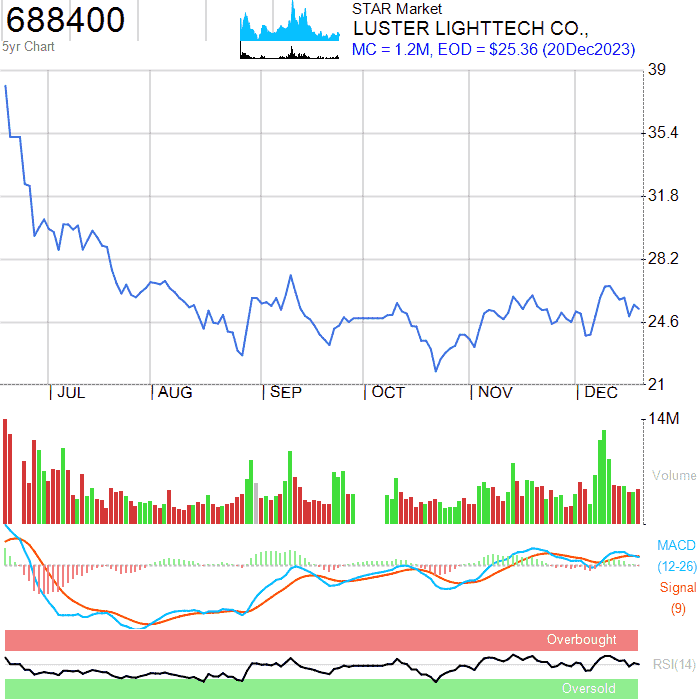 688400
5yr Chart
STAR Market
LUSTER LIGHTTECH CO.,
MC = 1.2M, EOD = $25.36 (20Dec2023)
39
35.4
31.8
28.2
24.6
21
JUL AUG SEP OCT NOV DEC
14M
Volume
MACD
(12-26)
Signal
(9)
Overbought
RSI(14)
Oversold